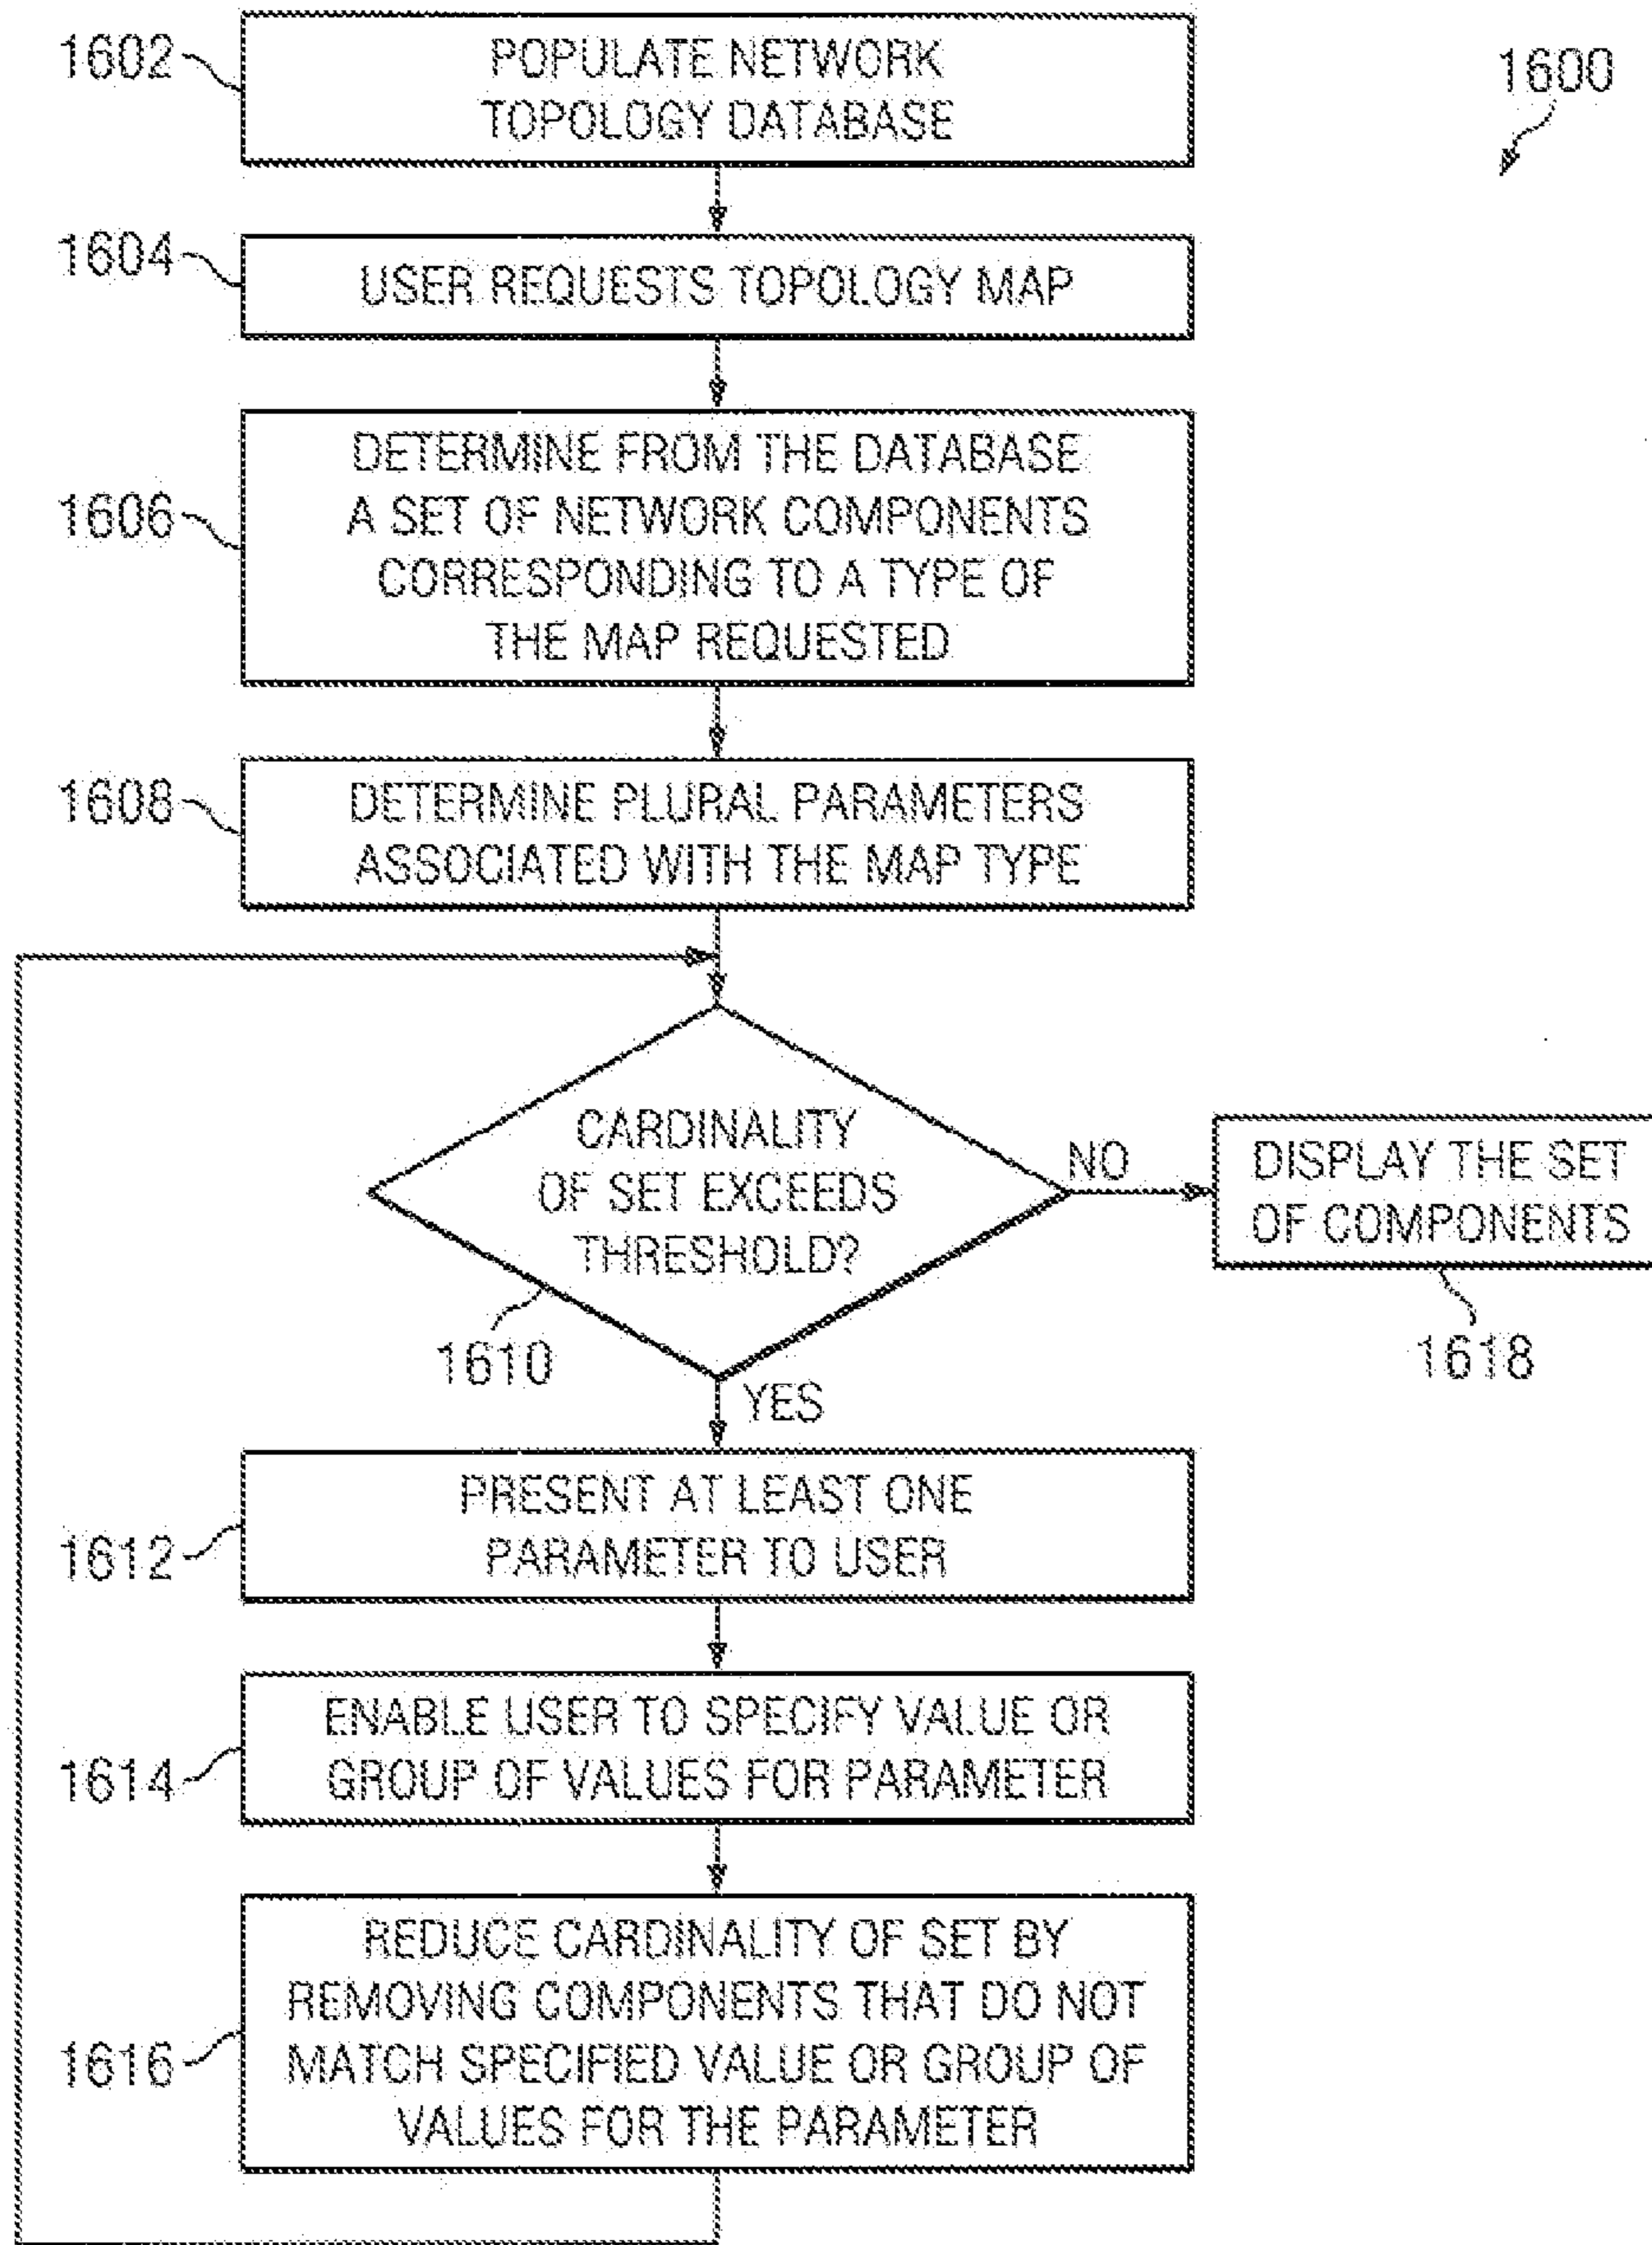 1600
1602
POPULATE NETWORK
TOPOLOGY DATABASE
1604
USER REQUESTS TOPOLOGY MAP
1606
DETERMINE FROM THE DATABASE
A SET OF NETWORK COMPONENTS
CORRESPONDING TO A TYPE OF
THE MAP REQUESTED
1608
DETERMINE PLURAL PARAMETERS
ASSOCIATED WITH THE MAP TYPE
CARDINALITY
OF SET EXCEEDS
THRESHOLD?
1610
NO
DISPLAY THE SET
OF COMPONENTS
1618
YES
1612
PRESENT AT LEAST ONE
PARAMETER TO USER
1614
ENABLE USER TO SPECIFY VALUE OR
GROUP OF VALUES FOR PARAMETER
1616
REDUCE CARDINALITY OF SET BY
REMOVING COMPONENTS THAT DO NOT
MATCH SPECIFIED VALUE OR GROUP OF
VALUES FOR THE PARAMETER